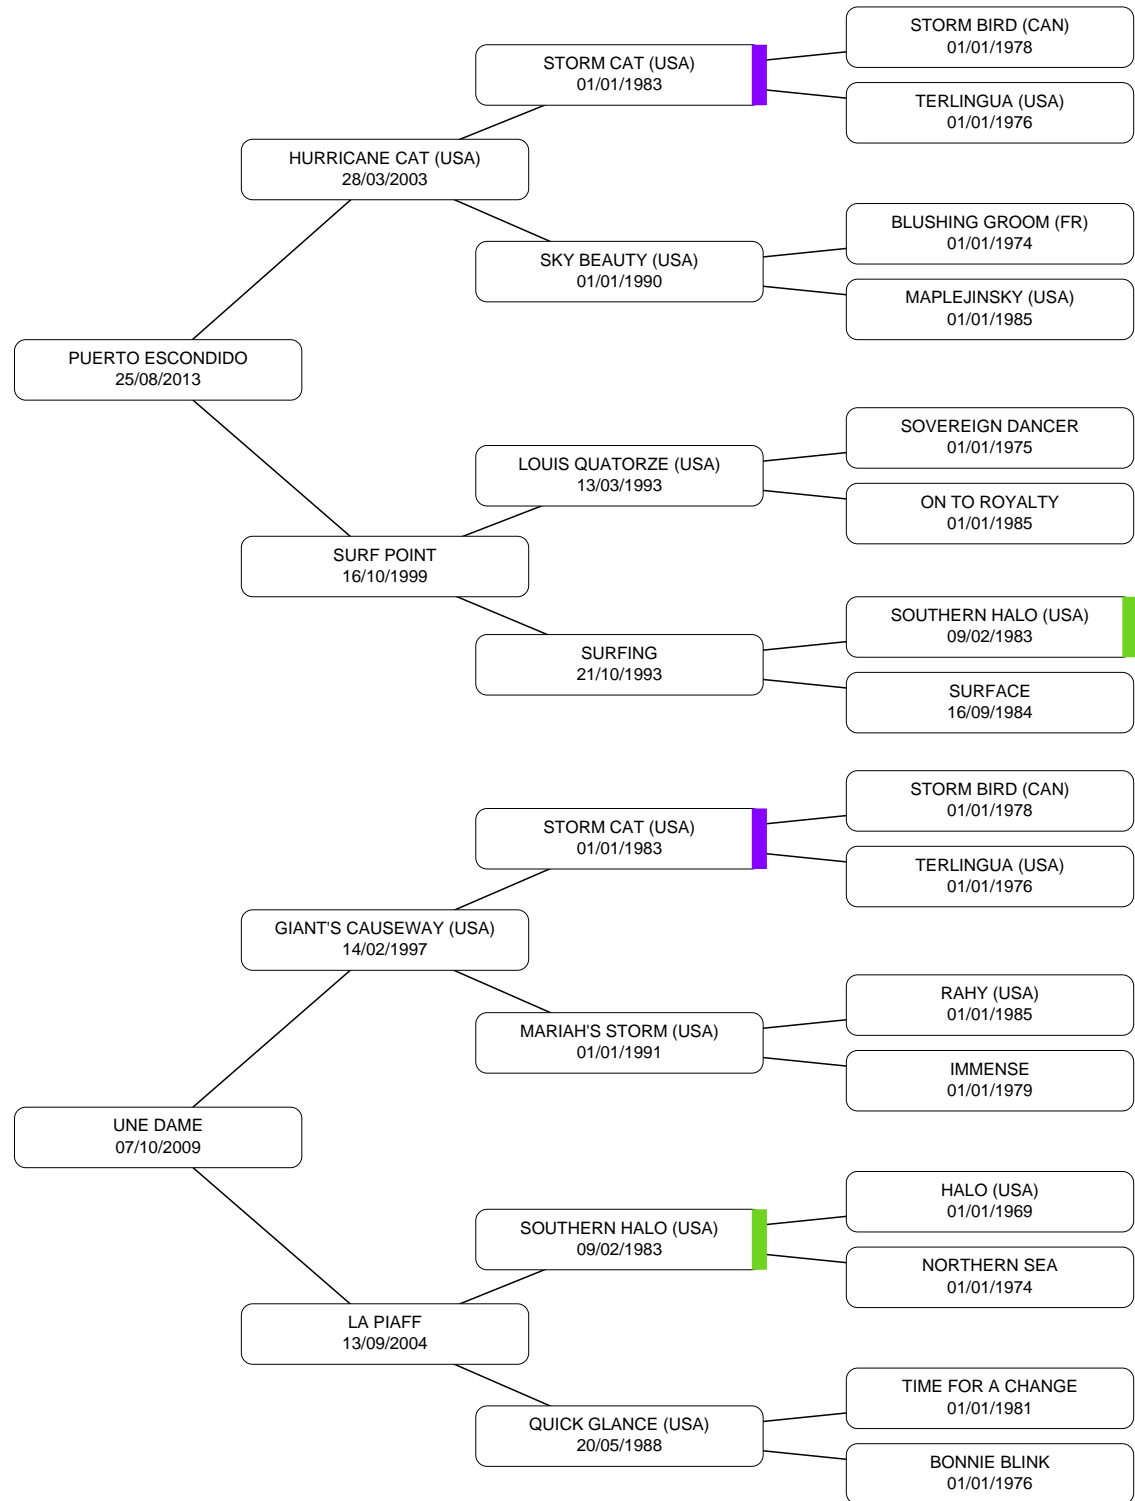 STORM BIRD (CAN)
01/01/1978
STORM CAT (USA)
01/01/1983
TERLINGUA (USA)
01/01/1976
HURRICANE CAT (USA)
28/03/2003
BLUSHING GROOM (FR)
01/01/1974
SKY BEAUTY (USA)
01/01/1990
MAPLEJINSKY (USA)
01/01/1985
PUERTO ESCONDIDO
25/08/2013
SOVEREIGN DANCER
01/01/1975
LOUIS QUATORZE (USA)
13/03/1993
ON TO ROYALTY
01/01/1985
SURF POINT
16/10/1999
SOUTHERN HALO (USA)
09/02/1983
SURFING
21/10/1993
SURFACE
16/09/1984
STORM BIRD (CAN)
01/01/1978
STORM CAT (USA)
01/01/1983
TERLINGUA (USA)
01/01/1976
GIANT'S CAUSEWAY (USA)
14/02/1997
RAHY (USA)
01/01/1985
MARIAH'S STORM (USA)
01/01/1991
IMMENSE
01/01/1979
UNE DAME
07/10/2009
HALO (USA)
01/01/1969
SOUTHERN HALO (USA)
09/02/1983
NORTHERN SEA
01/01/1974
LA PIAFF
13/09/2004
TIME FOR A CHANGE
01/01/1981
QUICK GLANCE (USA)
20/05/1988
BONNIE BLINK
01/01/1976